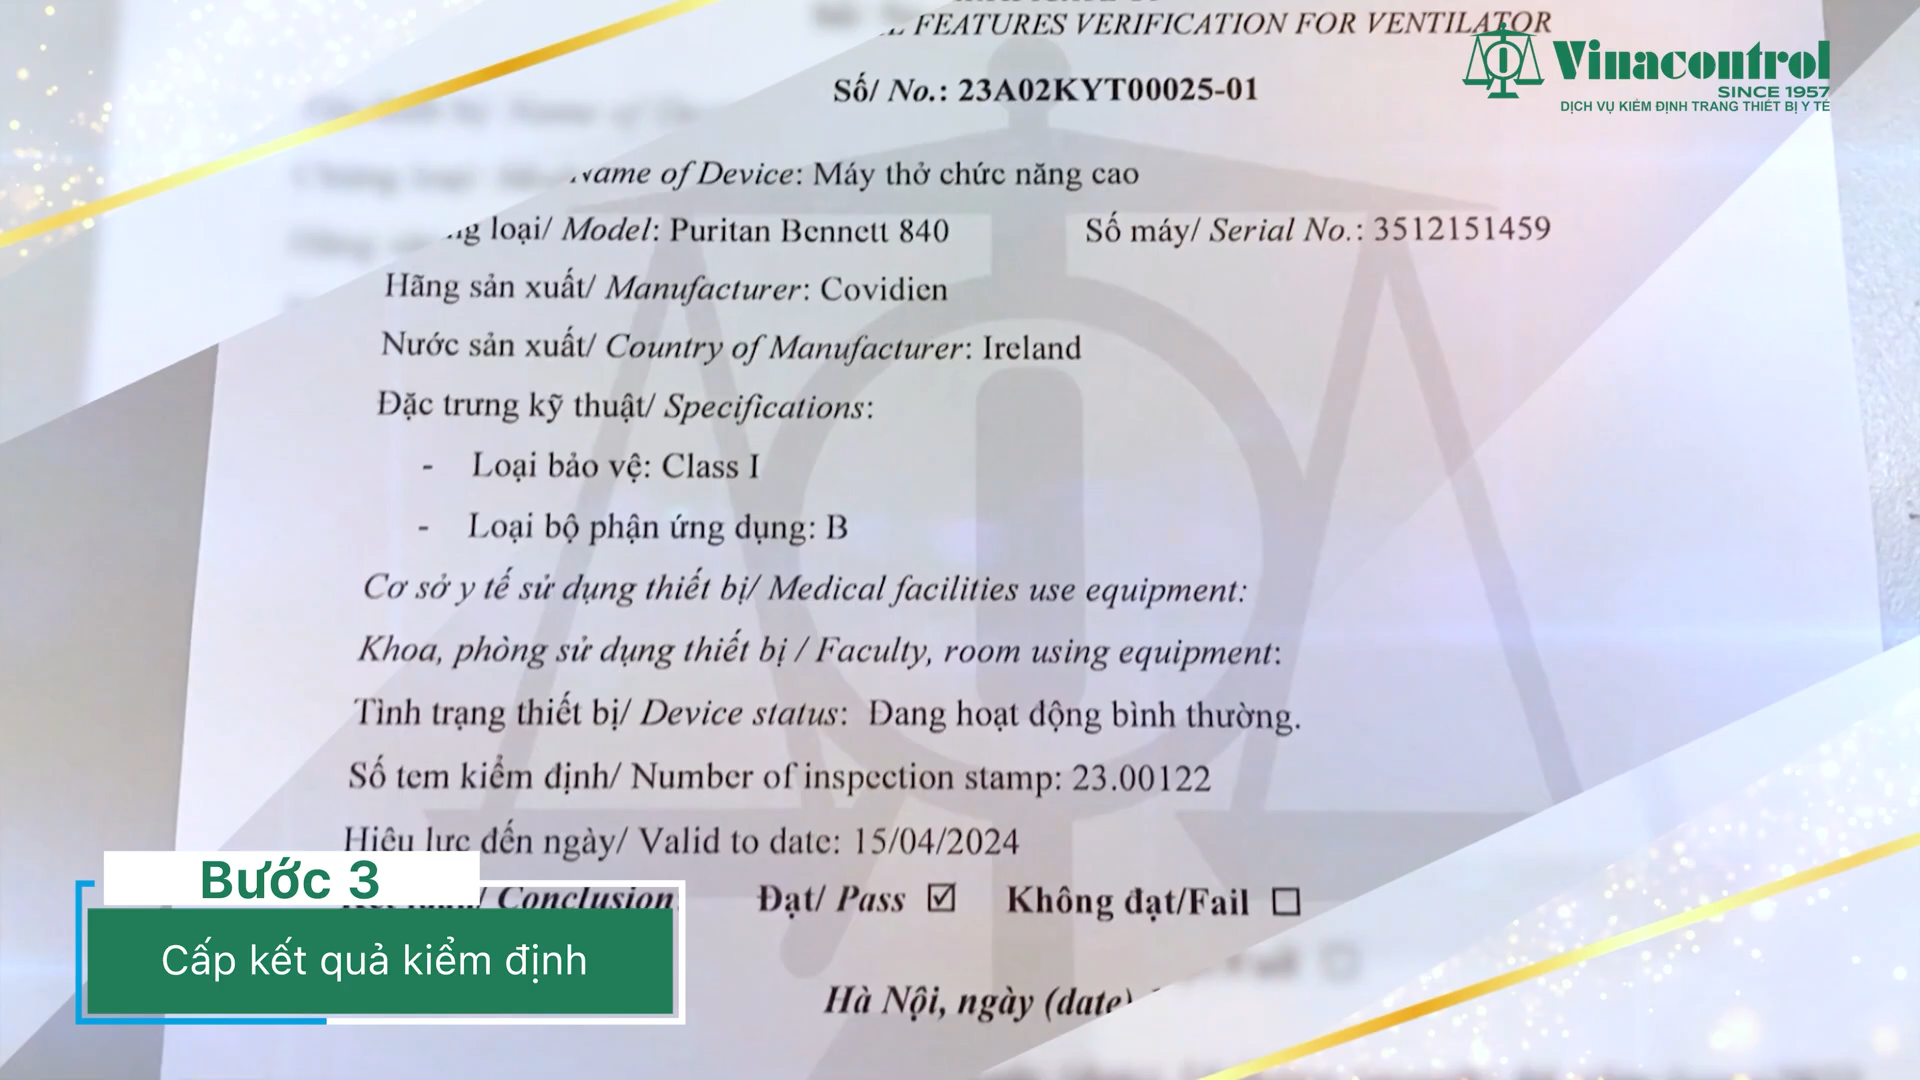 FEATURES VERIFICATION FOR VENTILATOR
Vinacontrol
SINCE 1957
DỊCH VỤ KIỂM ĐỊNH TRANG THIẾT BỊ Y TẾ
Số/ No.: 23A02KYT00025-01
Name of Device: Máy thở chức năng cao
loại/ Model: Puritan Bennett 840 Số máy/ Serial No.: 3512151459
Hãng sản xuất/ Manufacturer: Covidien
Nước sản xuất/ Country of Manufacturer: Ireland
Đặc trưng kỹ thuật/ Specifications:
- Loại bảo vệ: Class I
- Loại bộ phận ứng dụng: B
Cơ sở y tế sử dụng thiết bị/ Medical facilities use equipment:
Khoa, phòng sử dụng thiết bị / Faculty, room using equipment:
Tình trạng thiết bị/ Device status: Đang hoạt động bình thường.
Số tem kiểm định/ Number of inspection stamp: 23.00122
Hiệu lực đến ngày/ Valid to date: 15/04/2024
/ Conclusion Đạt/ Pass ☑ Không đạt/Fail ☐
Hà Nội, ngày (date)
Bước 3
Cấp kết quả kiểm định